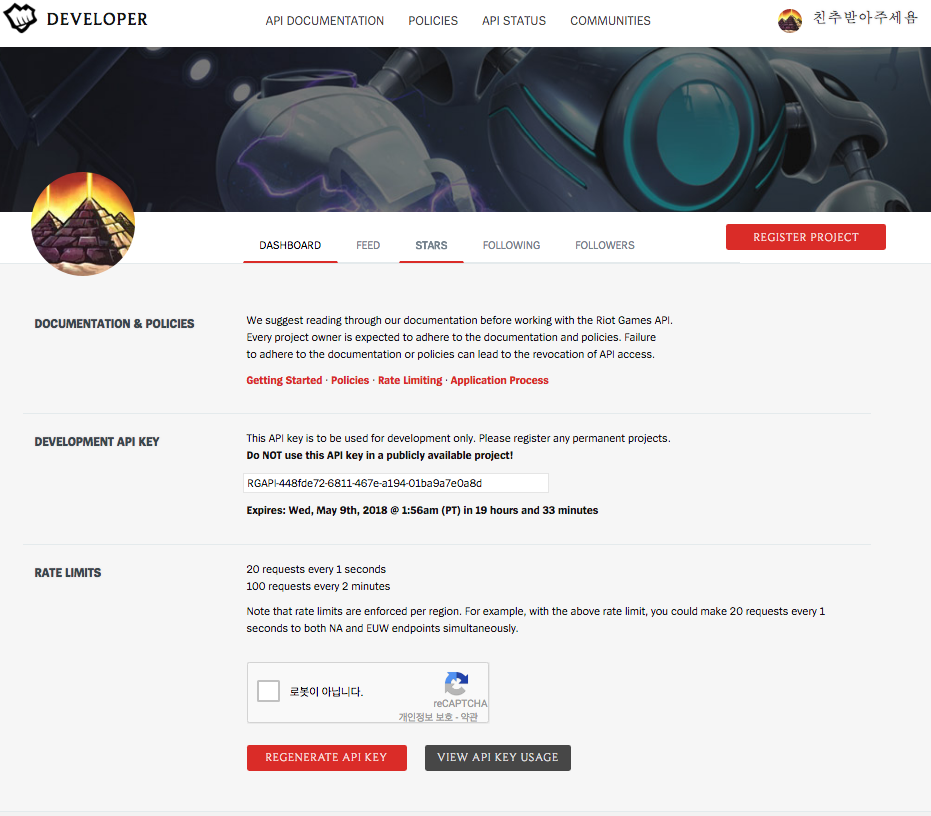 DEVELOPER
API DOCUMENTATION POLICIES API STATUS COMMUNITIES
친추받아주세욤
DASHBOARD FEED STARS FOLLOWING FOLLOWERS
REGISTER PROJECT
DOCUMENTATION & POLICIES
We suggest reading through our documentation before working with the Riot Games API.
Every project owner is expected to adhere to the documentation and policies. Failure
to adhere to the documentation or policies can lead to the revocation of API access.
Getting Started · Policies · Rate Limiting · Application Process
DEVELOPMENT API KEY
This API key is to be used for development only. Please register any permanent projects.
Do NOT use this API key in a publicly available project!
RGAPI-448fde72-6811-467e-a194-01ba9a7e0a8d
Expires: Wed, May 9th, 2018 @ 1:56am (PT) in 19 hours and 33 minutes
RATE LIMITS
20 requests every 1 seconds
100 requests every 2 minutes
Note that rate limits are enforced per region. For example, with the above rate limit, you could make 20 requests every 1
seconds to both NA and EUW endpoints simultaneously.
로봇이 아닙니다.
reCAPTCHA
개인정보 보호 - 약관
REGENERATE API KEY
VIEW API KEY USAGE